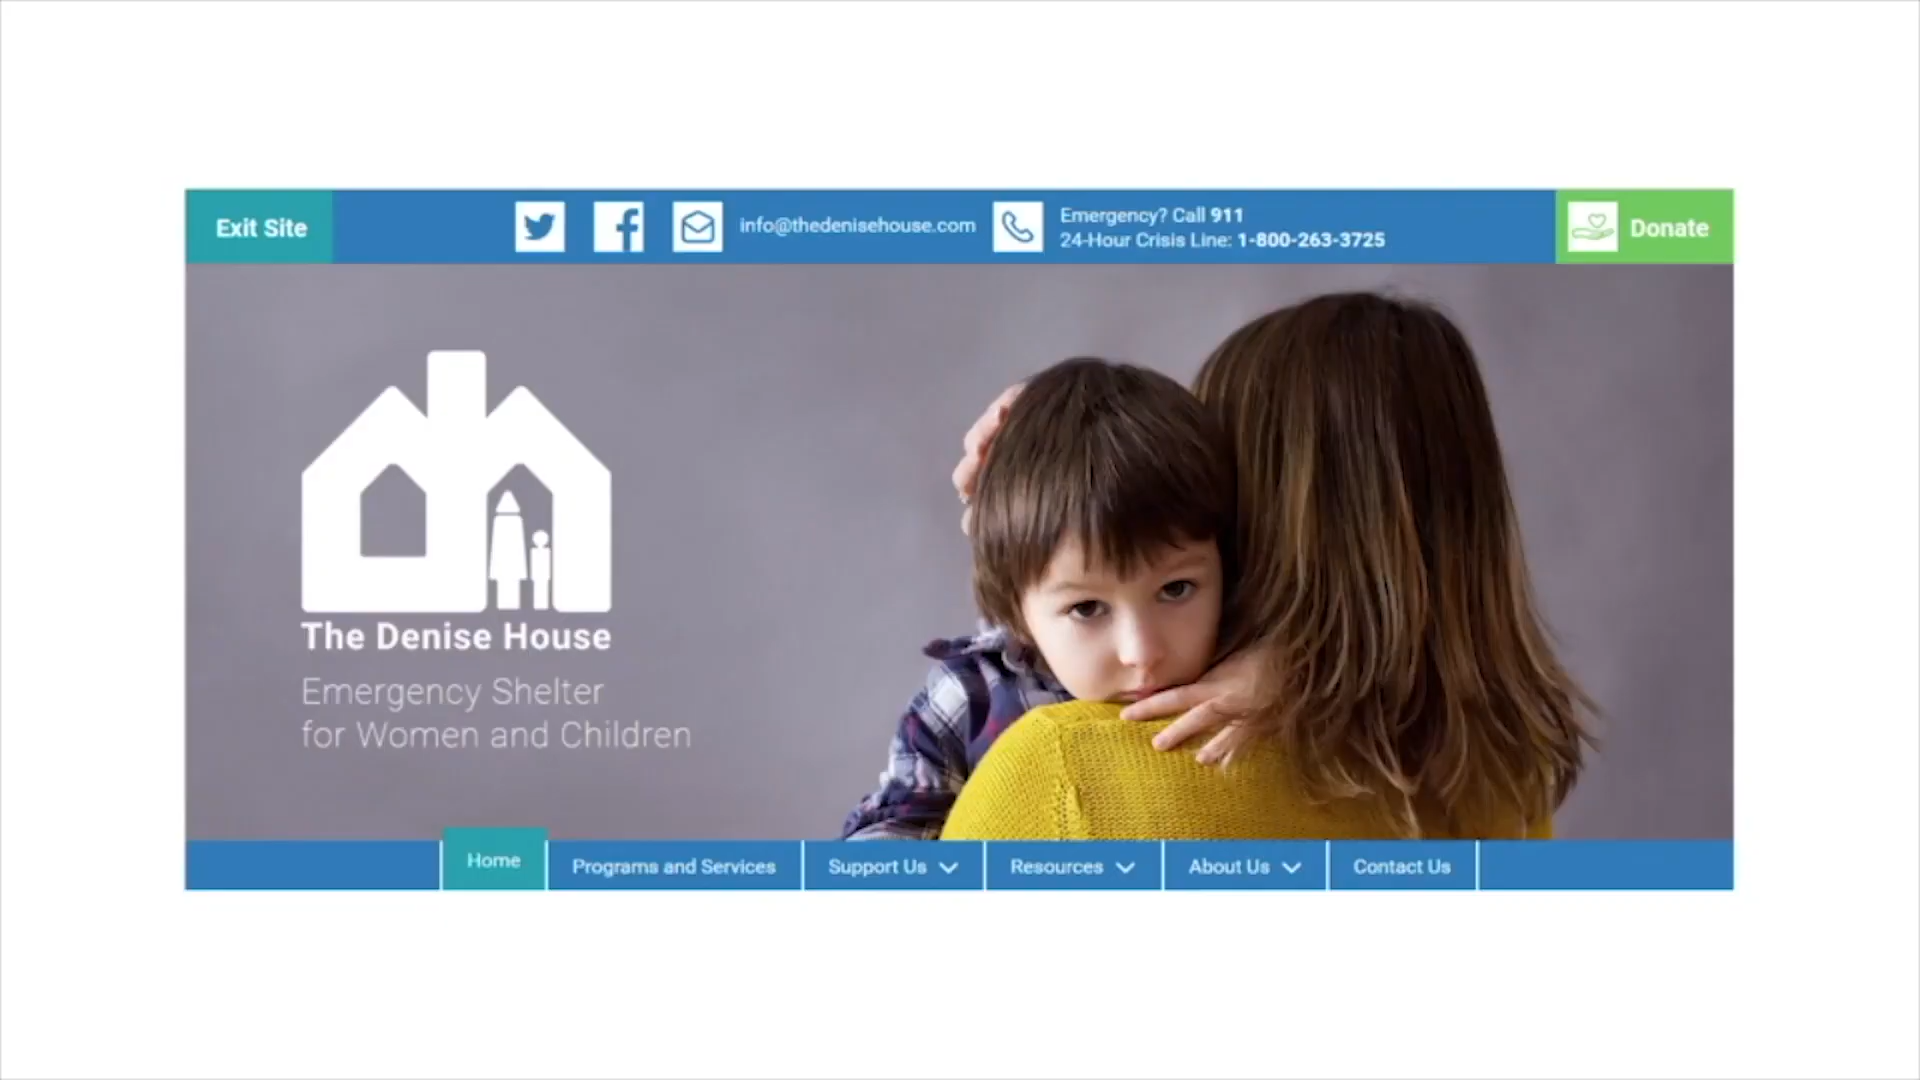 Exit Site
info@thedenisehouse.com
Emergency? Call 911
24-Hour Crisis Line: 1-800-263-3725
Donate
The Denise House
Emergency Shelter
for Women and Children
Home
Programs and Services
Support Us
Resources
About Us
Contact Us